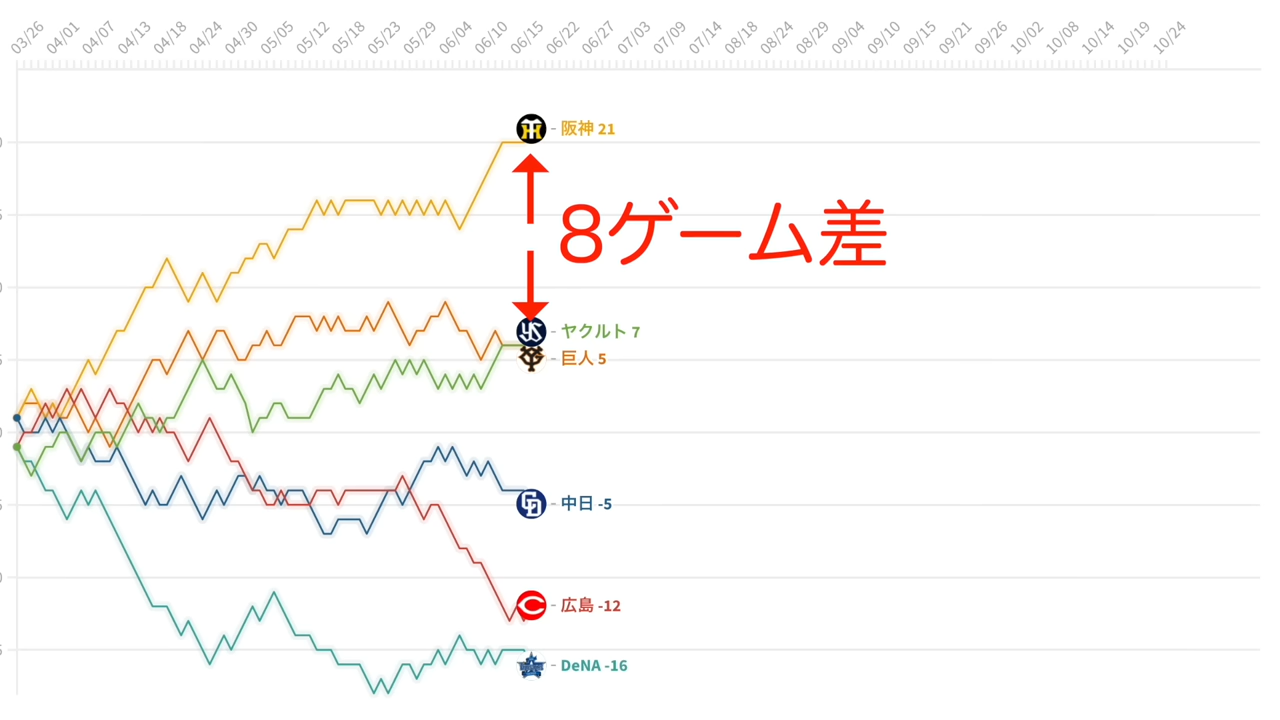 03/26 04/01 04/07 04/13 04/18 04/24 04/30 05/05 05/12 05/18 05/23 05/29 06/04 06/10 06/15 06/22 06/27 07/03 07/09 07/14 08/18 08/24 08/29 09/04 09/10 09/15 09/21 09/26 10/02 10/08 10/14 10/19 10/24
阪神 21
8ゲーム差
ヤクルト 7
巨人 5
中日 -5
広島 -12
DeNA -16